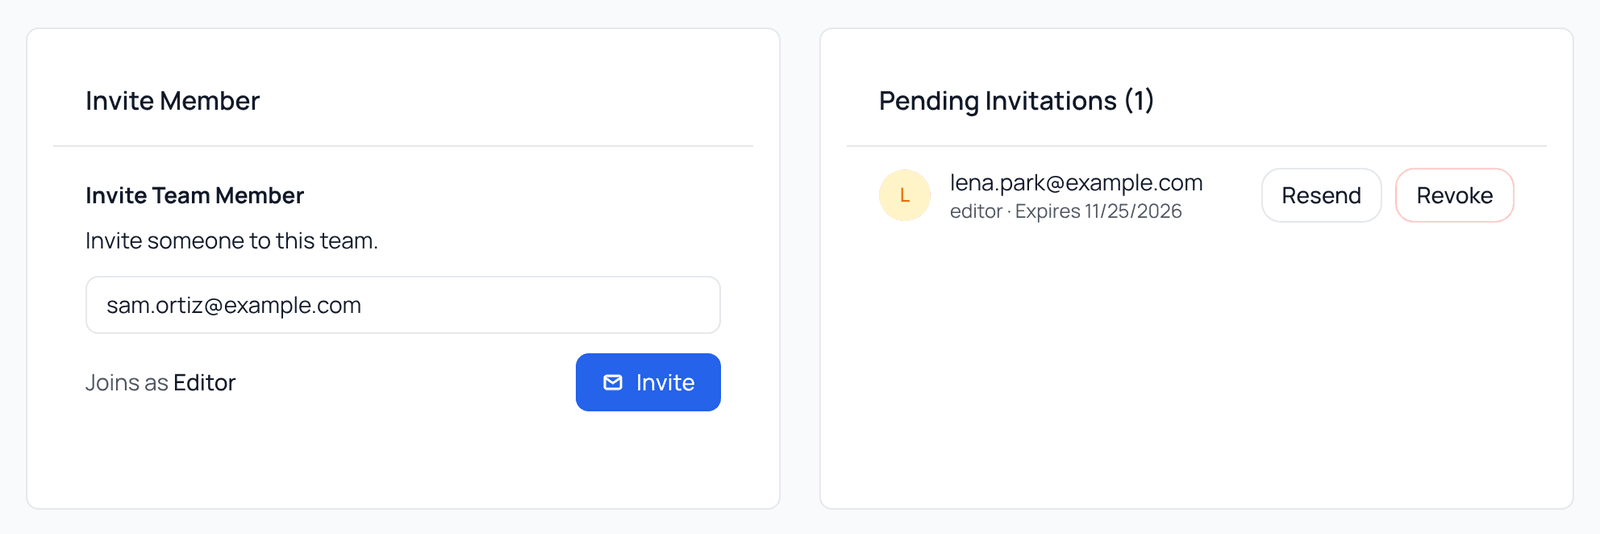 Invite Member
Invite Team Member
Invite someone to this team.
sam.ortiz@example.com
Joins as Editor
Invite
Pending Invitations (1)
L
lena.park@example.com
editor · Expires 11/25/2026
Resend
Revoke